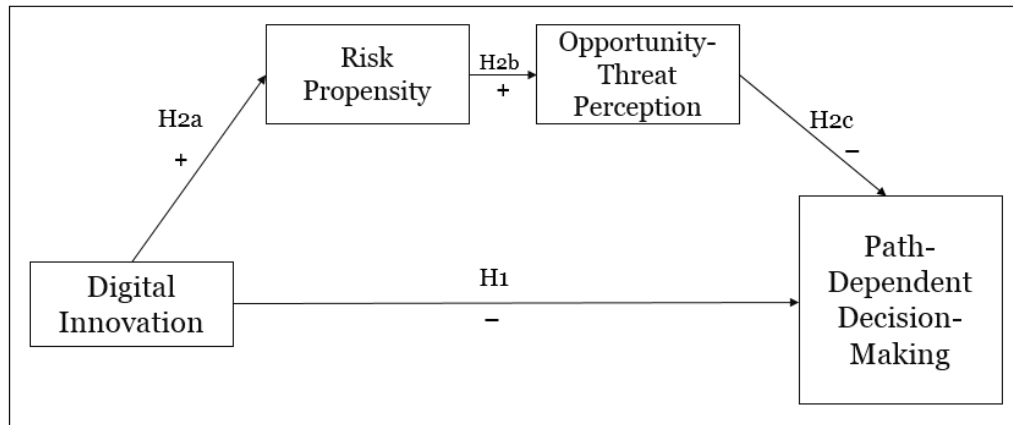 Risk
Propensity
H2b
+
Opportunity-
Threat
Perception
H2a
+
H2c
–
Digital
Innovation
H1
–
Path-
Dependent
Decision-
Making